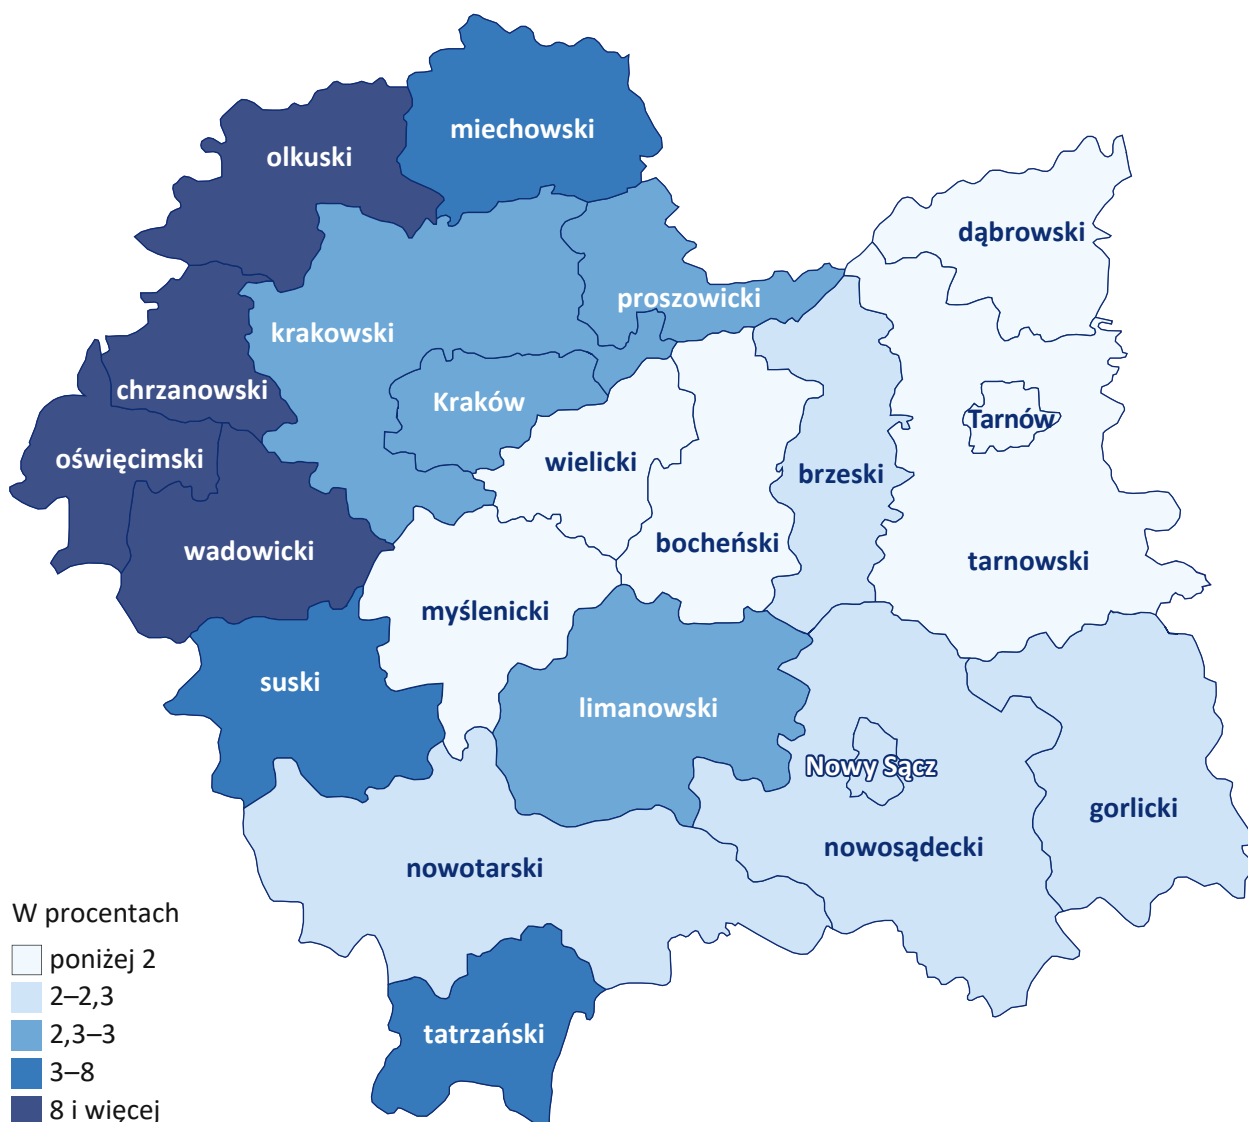 miechowski
olkuski
dąbrowski
proszowicki
krakowski
chrzanowski
Kraków
Tarnów
oświęcimski
wielicki
brzeski
wadowicki
bocheński
tarnowski
myślenicki
suski
limanowski
Nowy Sącz
gorlicki
nowosądecki
nowotarski
tatrzański
W procentach
poniżej 2
2–2,3
2,3–3
3–8
8 i więcej